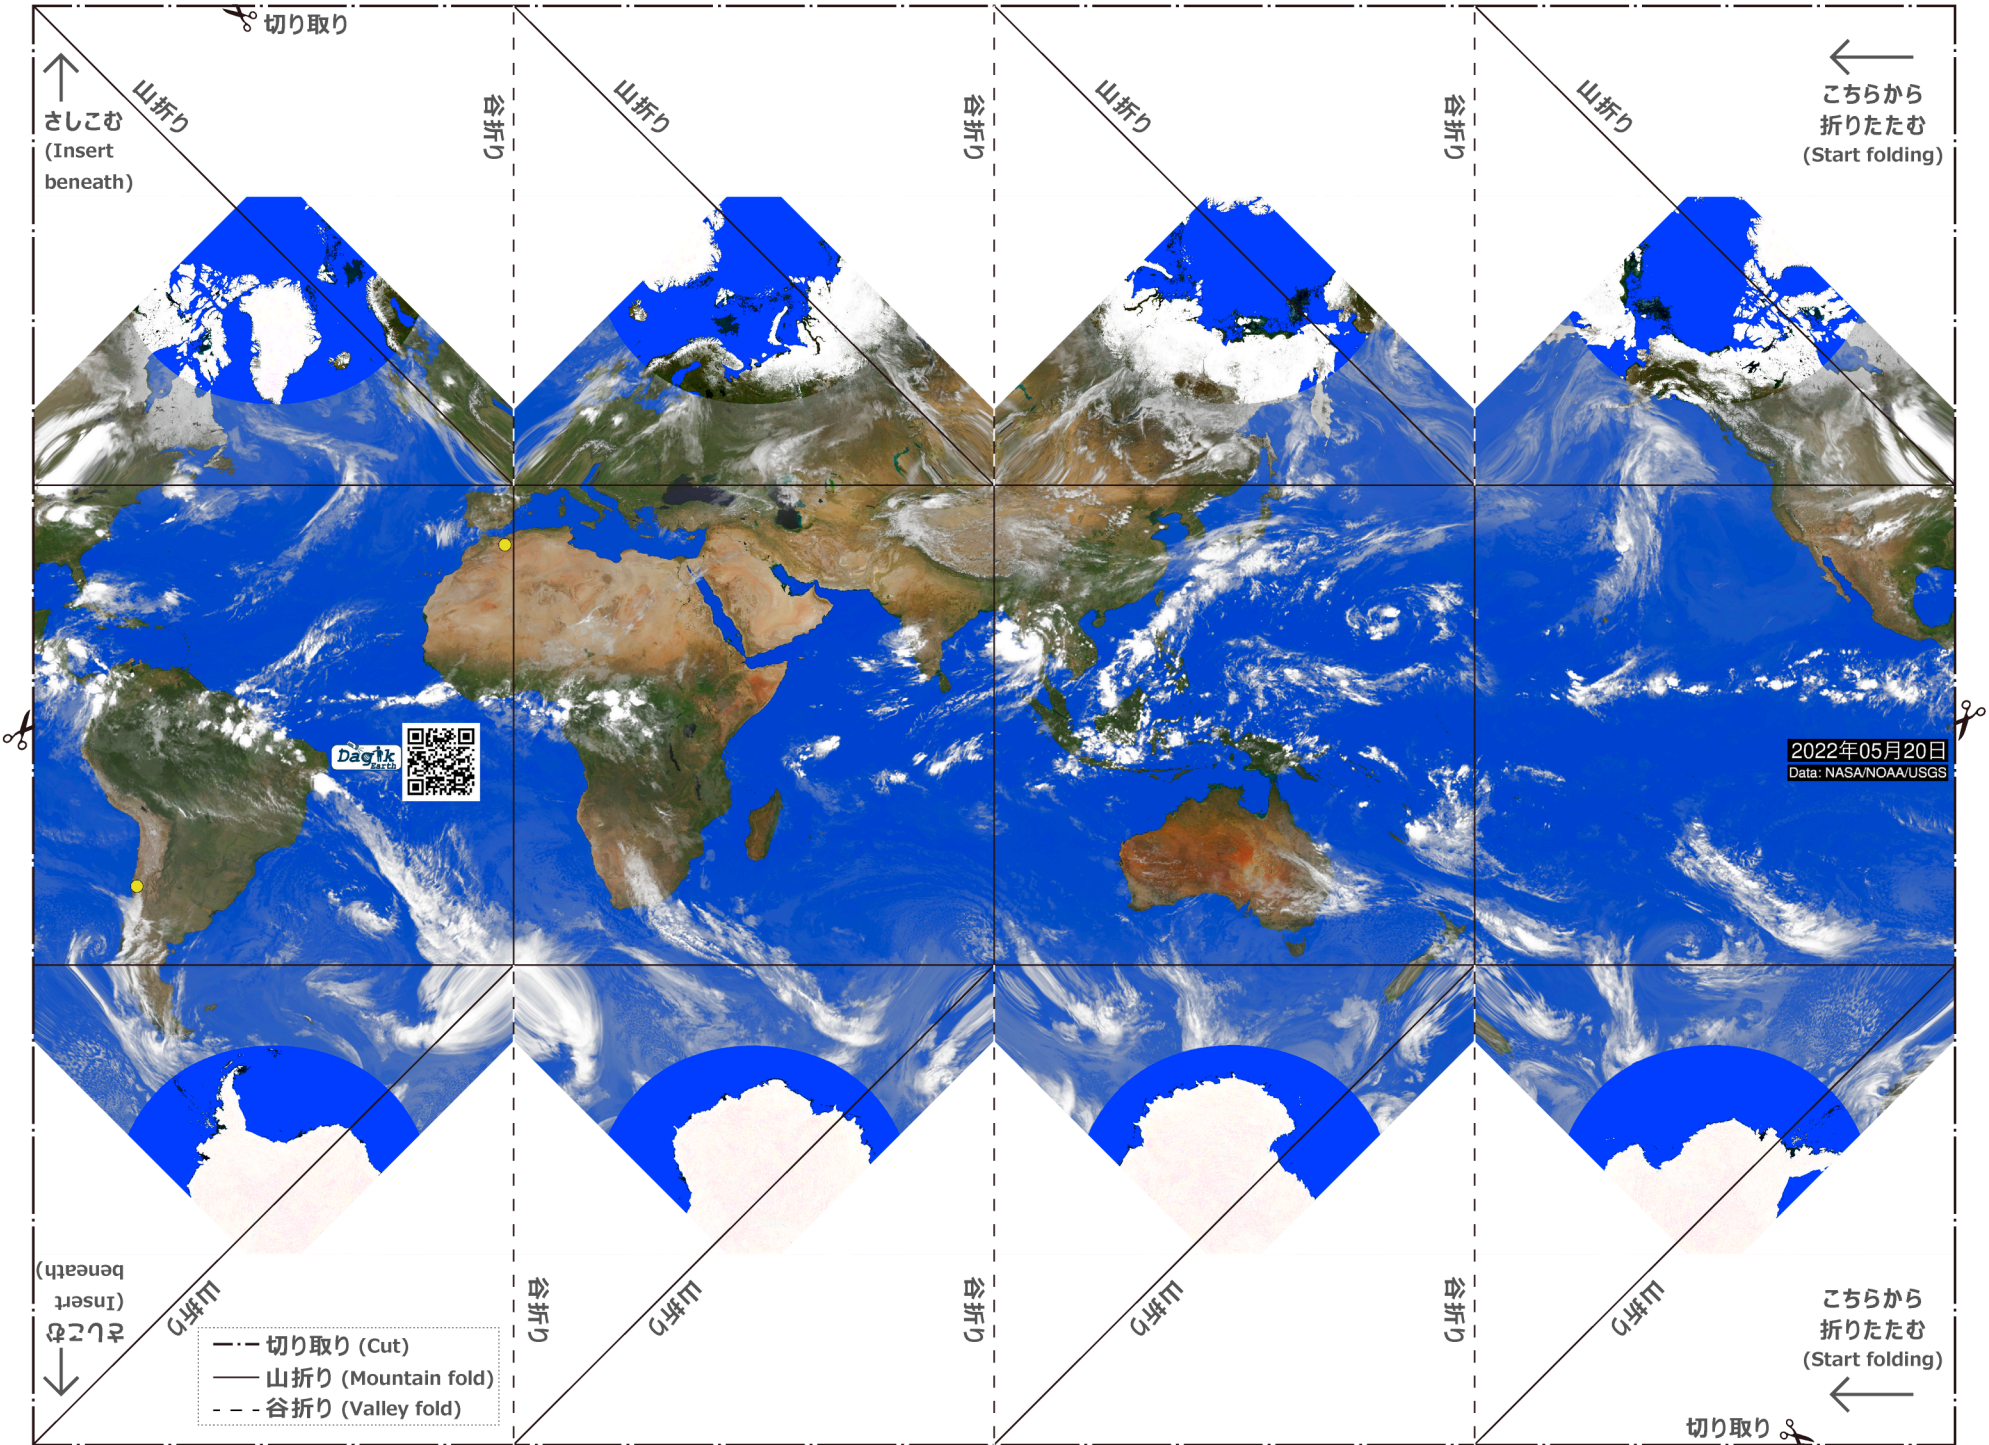 切り取り
さしこむ
(Insert
beneath)
山折り
谷折り
山折り
谷折り
山折り
谷折り
山折り
こちらから
折りたたむ
(Start folding)
Dagik
Earth
2022年05月20日
Data: NASA/NOAA/USGS
さしこむ
(Insert
beneath)
山折り
谷折り
山折り
谷折り
山折り
谷折り
山折り
こちらから
折りたたむ
(Start folding)
切り取り (Cut)
山折り (Mountain fold)
谷折り (Valley fold)
切り取り